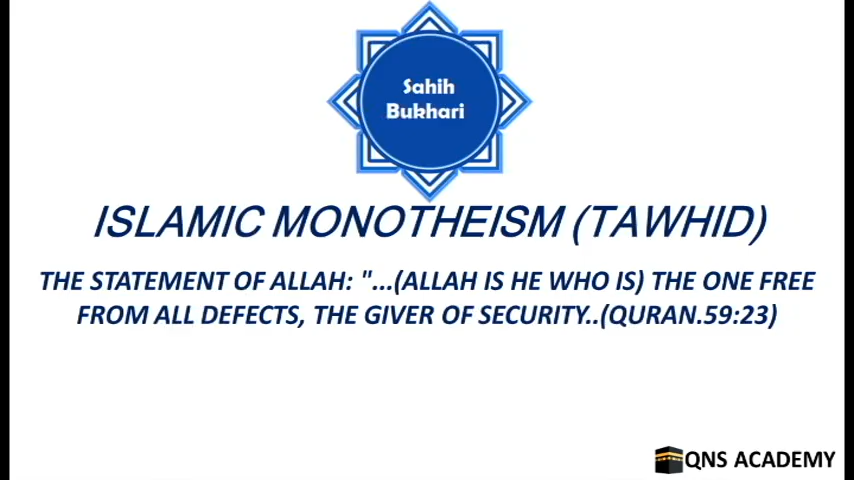 Sahih
Bukhari
ISLAMIC MONOTHEISM (TAWHID)
THE STATEMENT OF ALLAH: "...(ALLAH IS HE WHO IS) THE ONE FREE
FROM ALL DEFECTS, THE GIVER OF SECURITY..(QURAN.59:23)
QNS ACADEMY